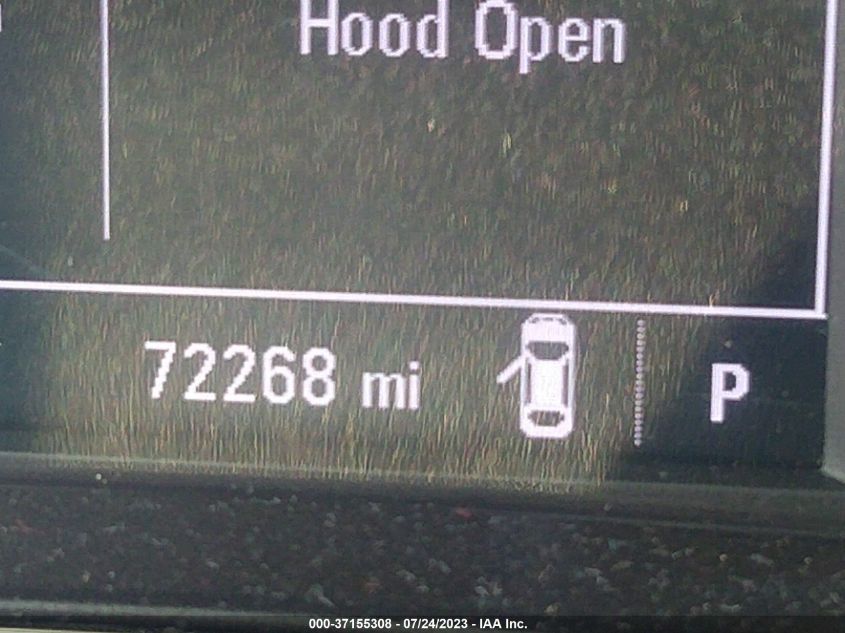 Hood Open
72268 mi P
000-37155308 - 07/24/2023 - IAA Inc.